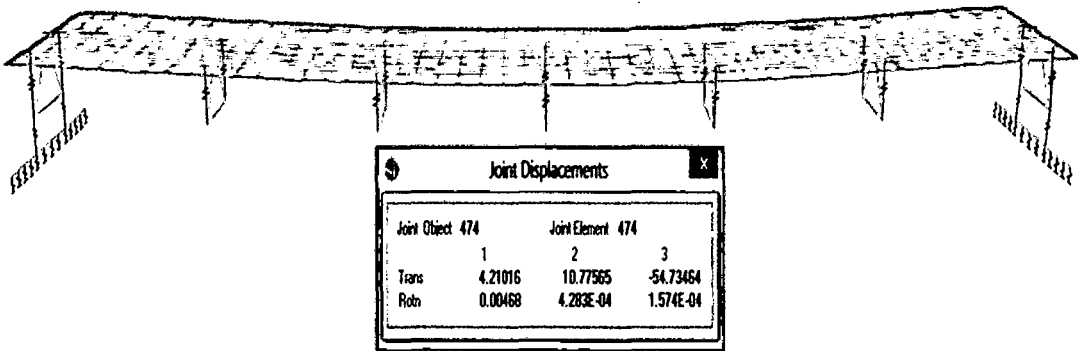 Joint Displacements
X
Joint Object 474 Joint Element 474
1 2 3
Trans 4.21016 10.77565 -54.73464
Rotn 0.00468 4.283E-04 1.574E-04